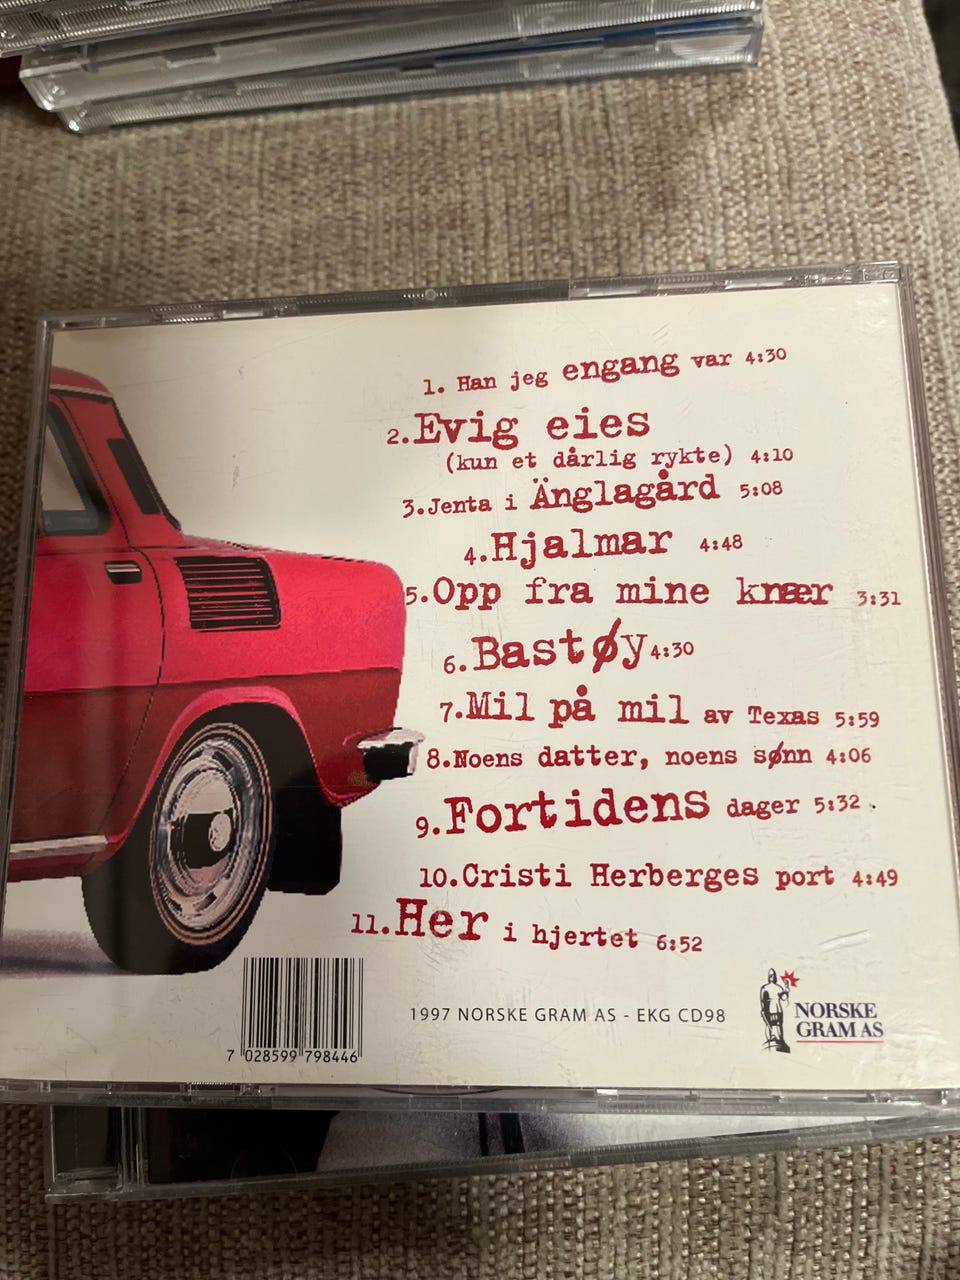 1. Han jeg engang var 4:30
2. Evig eies
(kun et dårlig rykte) 4:10
3. Jenta i Änglagård 5:08
4. Hjalmar 4:48
5. Opp fra mine knær 3:31
6. Bastøy 4:30
7. Mil på mil av Texas 5:59
8. Noens datter, noens sønn 4:06
9. Fortidens dager 5:32
10. Cristi Herberges port 4:49
11. Her i hjertet 6:52
1997 NORSKE GRAM AS - EKG CD98
NORSKE
GRAM AS
7 028599 798446